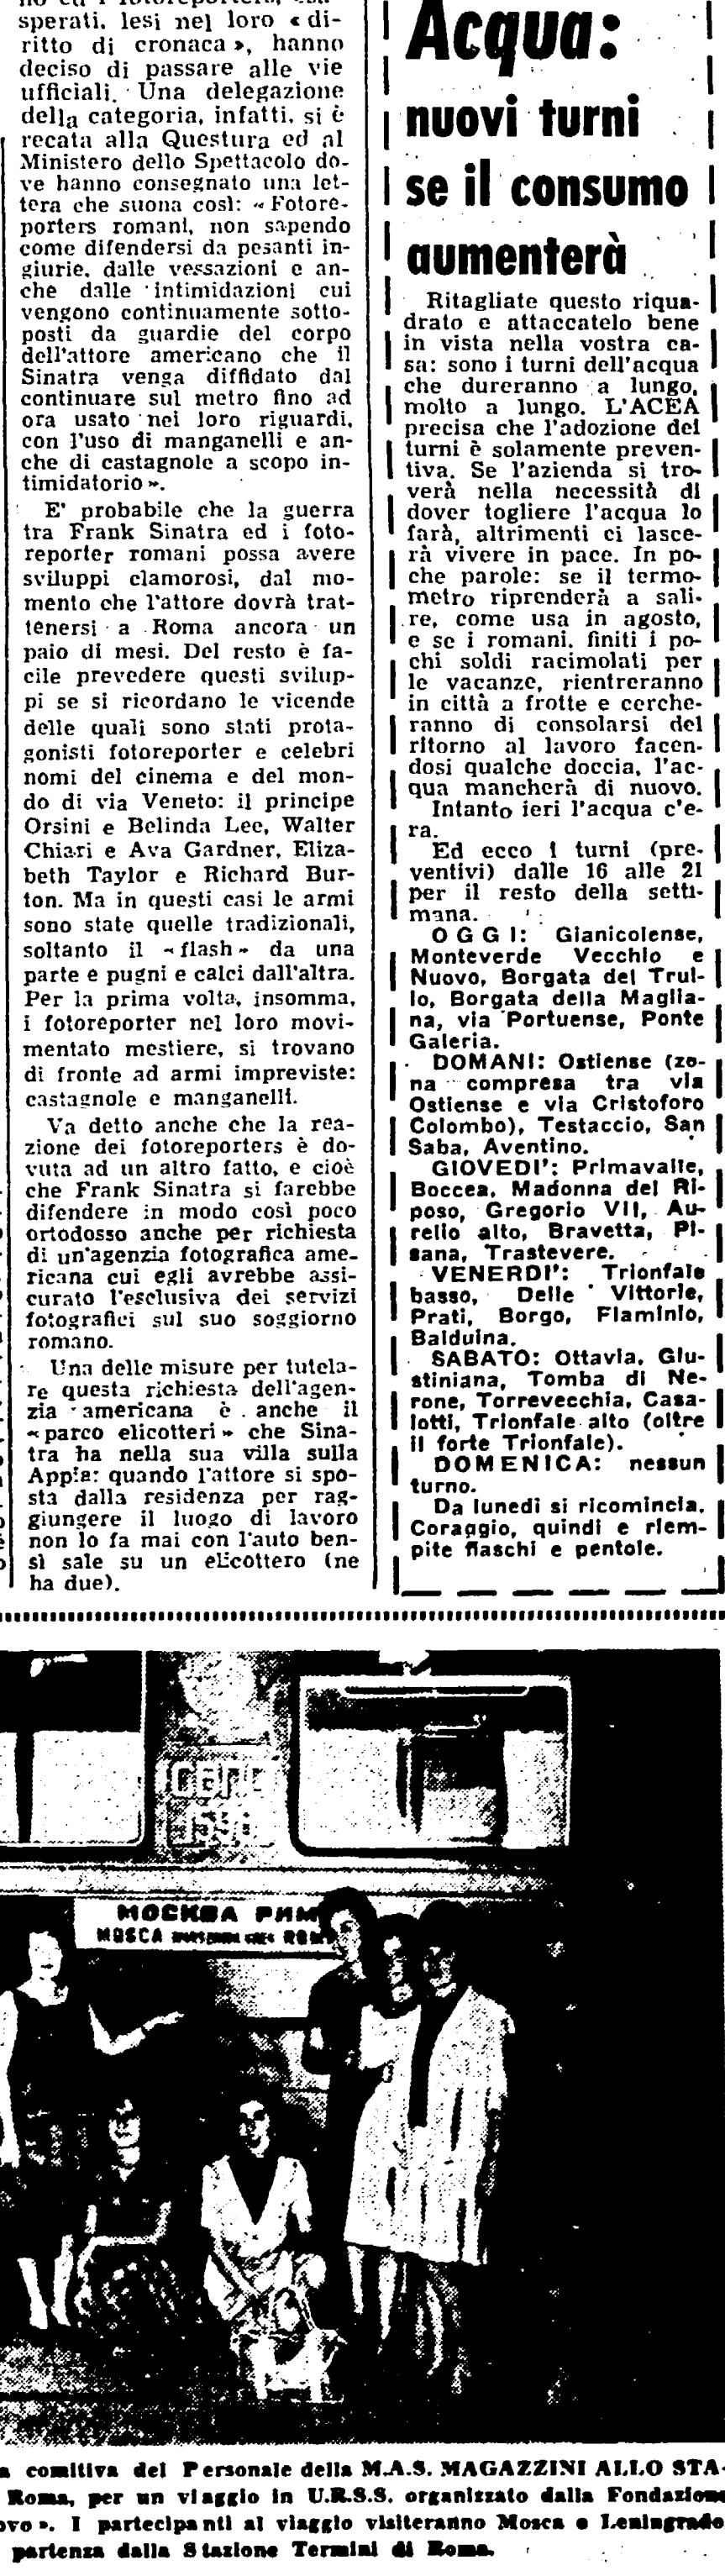 sperati, lesi nel loro « di-
ritto di cronaca », hanno
deciso di passare alle vie
ufficiali. Una delegazione
della categoria, infatti, si è
recata alla Questura ed al
Ministero dello Spettacolo do-
ve hanno consegnato una let-
tera che suona così: « Fotore-
porters romani, non sapendo
come difendersi da pesanti in-
giurie, dalle vessazioni e an-
che dalle intimidazioni cui
vengono continuamente sotto-
posti da guardie del corpo
dell'attore americano che il
Sinatra venga diffidato dal
continuare sul metro fino ad
ora usato nei loro riguardi,
con l'uso di manganelli e an-
che di castagnole a scopo in-
timidatorio ».
E' probabile che la guerra
tra Frank Sinatra ed i foto-
reporter romani possa avere
sviluppi clamorosi, dal mo-
mento che l'attore dovrà trat-
tenersi a Roma ancora un
paio di mesi. Del resto è fa-
cile prevedere questi svilup-
pi se si ricordano le vicende
delle quali sono stati prota-
gonisti fotoreporter e celebri
nomi del cinema e del mon-
do di via Veneto: il principe
Orsini e Belinda Lee, Walter
Chiari e Ava Gardner, Eliza-
beth Taylor e Richard Bur-
ton. Ma in questi casi le armi
sono state quelle tradizionali,
soltanto il « flash » da una
parte e pugni e calci dall'altra.
Per la prima volta, insomma,
i fotoreporter nel loro movi-
mentato mestiere, si trovano
di fronte ad armi impreviste:
castagnole e manganelli.
Va detto anche che la rea-
zione dei fotoreporters è do-
vuta ad un altro fatto, e cioè
che Frank Sinatra si farebbe
difendere in modo così poco
ortodosso anche per richiesta
di un'agenzia fotografica ame-
ricana cui egli avrebbe assi-
curato l'esclusiva dei servizi
fotografici sul suo soggiorno
romano.
Una delle misure per tutela-
re questa richiesta dell'agen-
zia americana è anche il
« parco elicotteri » che Sina-
tra ha nella sua villa sulla
Appia: quando l'attore si spo-
sta dalla residenza per rag-
giungere il luogo di lavoro
non lo fa mai con l'auto ben-
sì sale su un elicottero (ne
ha due).
Acqua:
nuovi turni
se il consumo
aumenterà
Ritagliate questo riqua-
drato e attaccatelo bene
in vista nella vostra ca-
sa: sono i turni dell'acqua
che dureranno a lungo,
molto a lungo. L'ACEA
precisa che l'adozione dei
turni è solamente preven-
tiva. Se l'azienda si tro-
verà nella necessità di
dover togliere l'acqua lo
farà, altrimenti ci lasce-
rà vivere in pace. In po-
che parole: se il termo-
metro riprenderà a sali-
re, come usa in agosto,
e se i romani, finiti i po-
chi soldi racimolati per
le vacanze, rientreranno
in città a frotte e cerche-
ranno di consolarsi del
ritorno al lavoro facen-
dosi qualche doccia, l'ac-
qua mancherà di nuovo.
Intanto ieri l'acqua c'e-
ra.
Ed ecco i turni (pre-
ventivi) dalle 16 alle 21
per il resto della setti-
mana.
OGGI: Gianicolense,
Monteverde Vecchio e
Nuovo, Borgata del Trul-
lo, Borgata della Maglia-
na, via Portuense, Ponte
Galeria.
DOMANI: Ostiense (zo-
na compresa tra via
Ostiense e via Cristoforo
Colombo), Testaccio, San
Saba, Aventino.
GIOVEDI': Primavalle,
Boccea, Madonna del Ri-
poso, Gregorio VII, Au-
relio alto, Bravetta, Pi-
sana, Trastevere.
VENERDI': Trionfale
basso, Delle Vittorie,
Prati, Borgo, Flaminio,
Balduina.
SABATO: Ottavia, Giu-
stiniana, Tomba di Ne-
rone, Torrevecchia, Casa-
lotti, Trionfale alto (oltre
il forte Trionfale).
DOMENICA: nessun
turno.
Da lunedì si ricomincia.
Coraggio, quindi e riem-
pite fiaschi e pentole.
МОСКВА РИМ
MOSCA ROMA
comitiva del Personale della M.A.S. MAGAZZINI ALLO STA-
Roma, per un viaggio in U.R.S.S. organizzato dalla Fondazione
ovo ». I partecipanti al viaggio visiteranno Mosca e Leningrado
partenza dalla Stazione Termini di Roma.